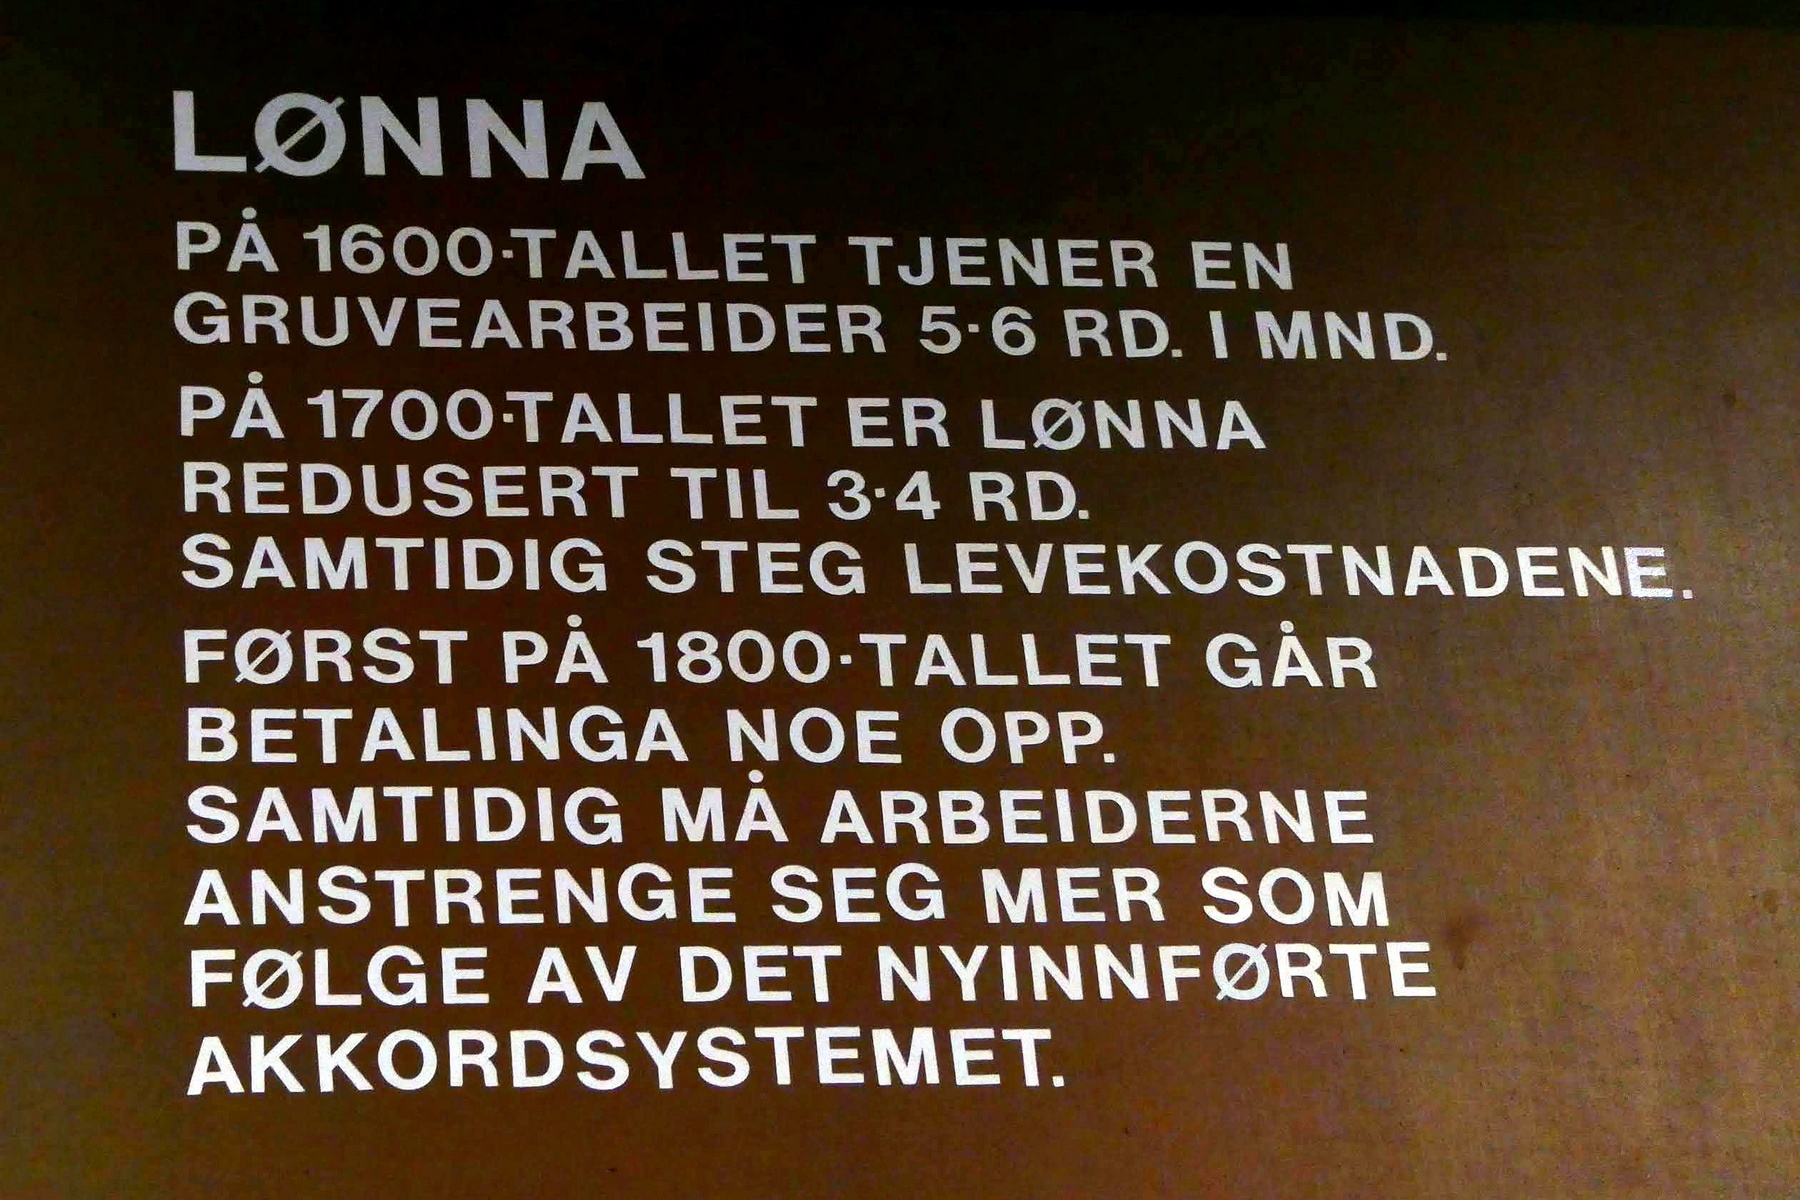 LØNNA
PÅ 1600-TALLET TJENER EN
GRUVEARBEIDER 5-6 RD. I MND.
PÅ 1700-TALLET ER LØNNA
REDUSERT TIL 3-4 RD.
SAMTIDIG STEG LEVEKOSTNADENE.
FØRST PÅ 1800-TALLET GÅR
BETALINGA NOE OPP.
SAMTIDIG MÅ ARBEIDERNE
ANSTRENGE SEG MER SOM
FØLGE AV DET NYINNFØRTE
AKKORDSYSTEMET.